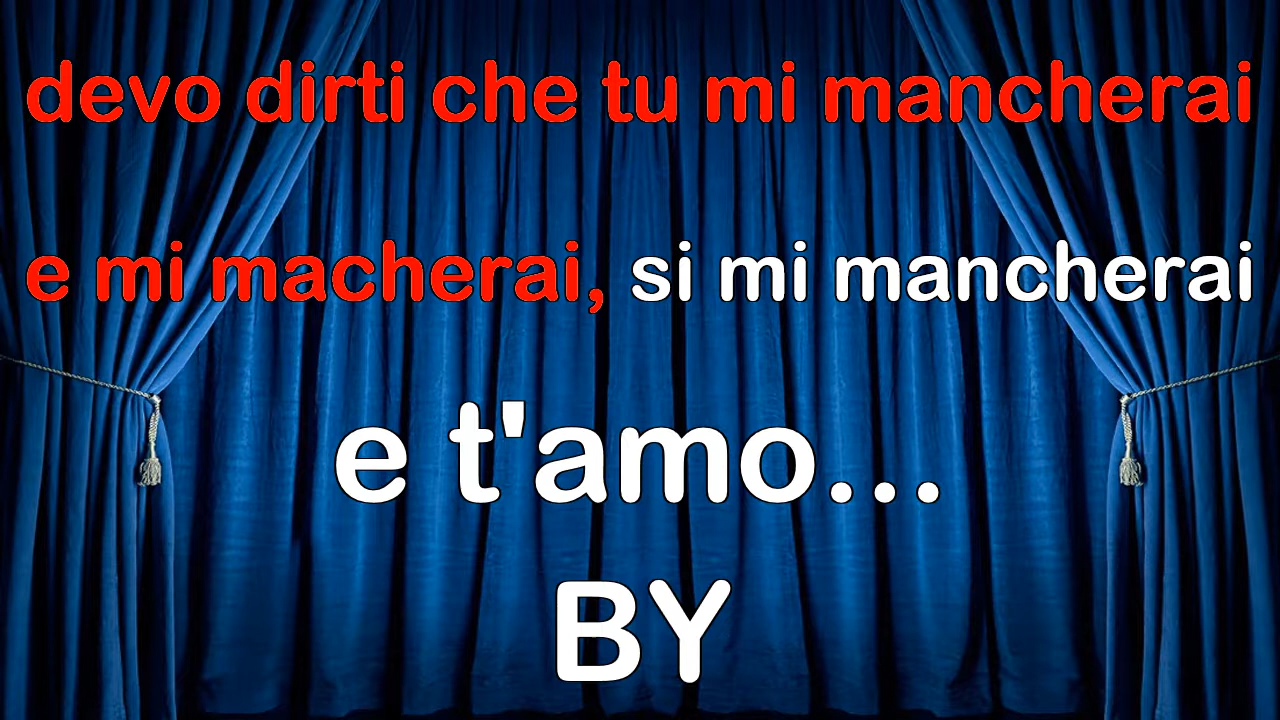 devo dirti che tu mi mancherai
e mi macherai, si mi mancherai
e t'amo...
BY